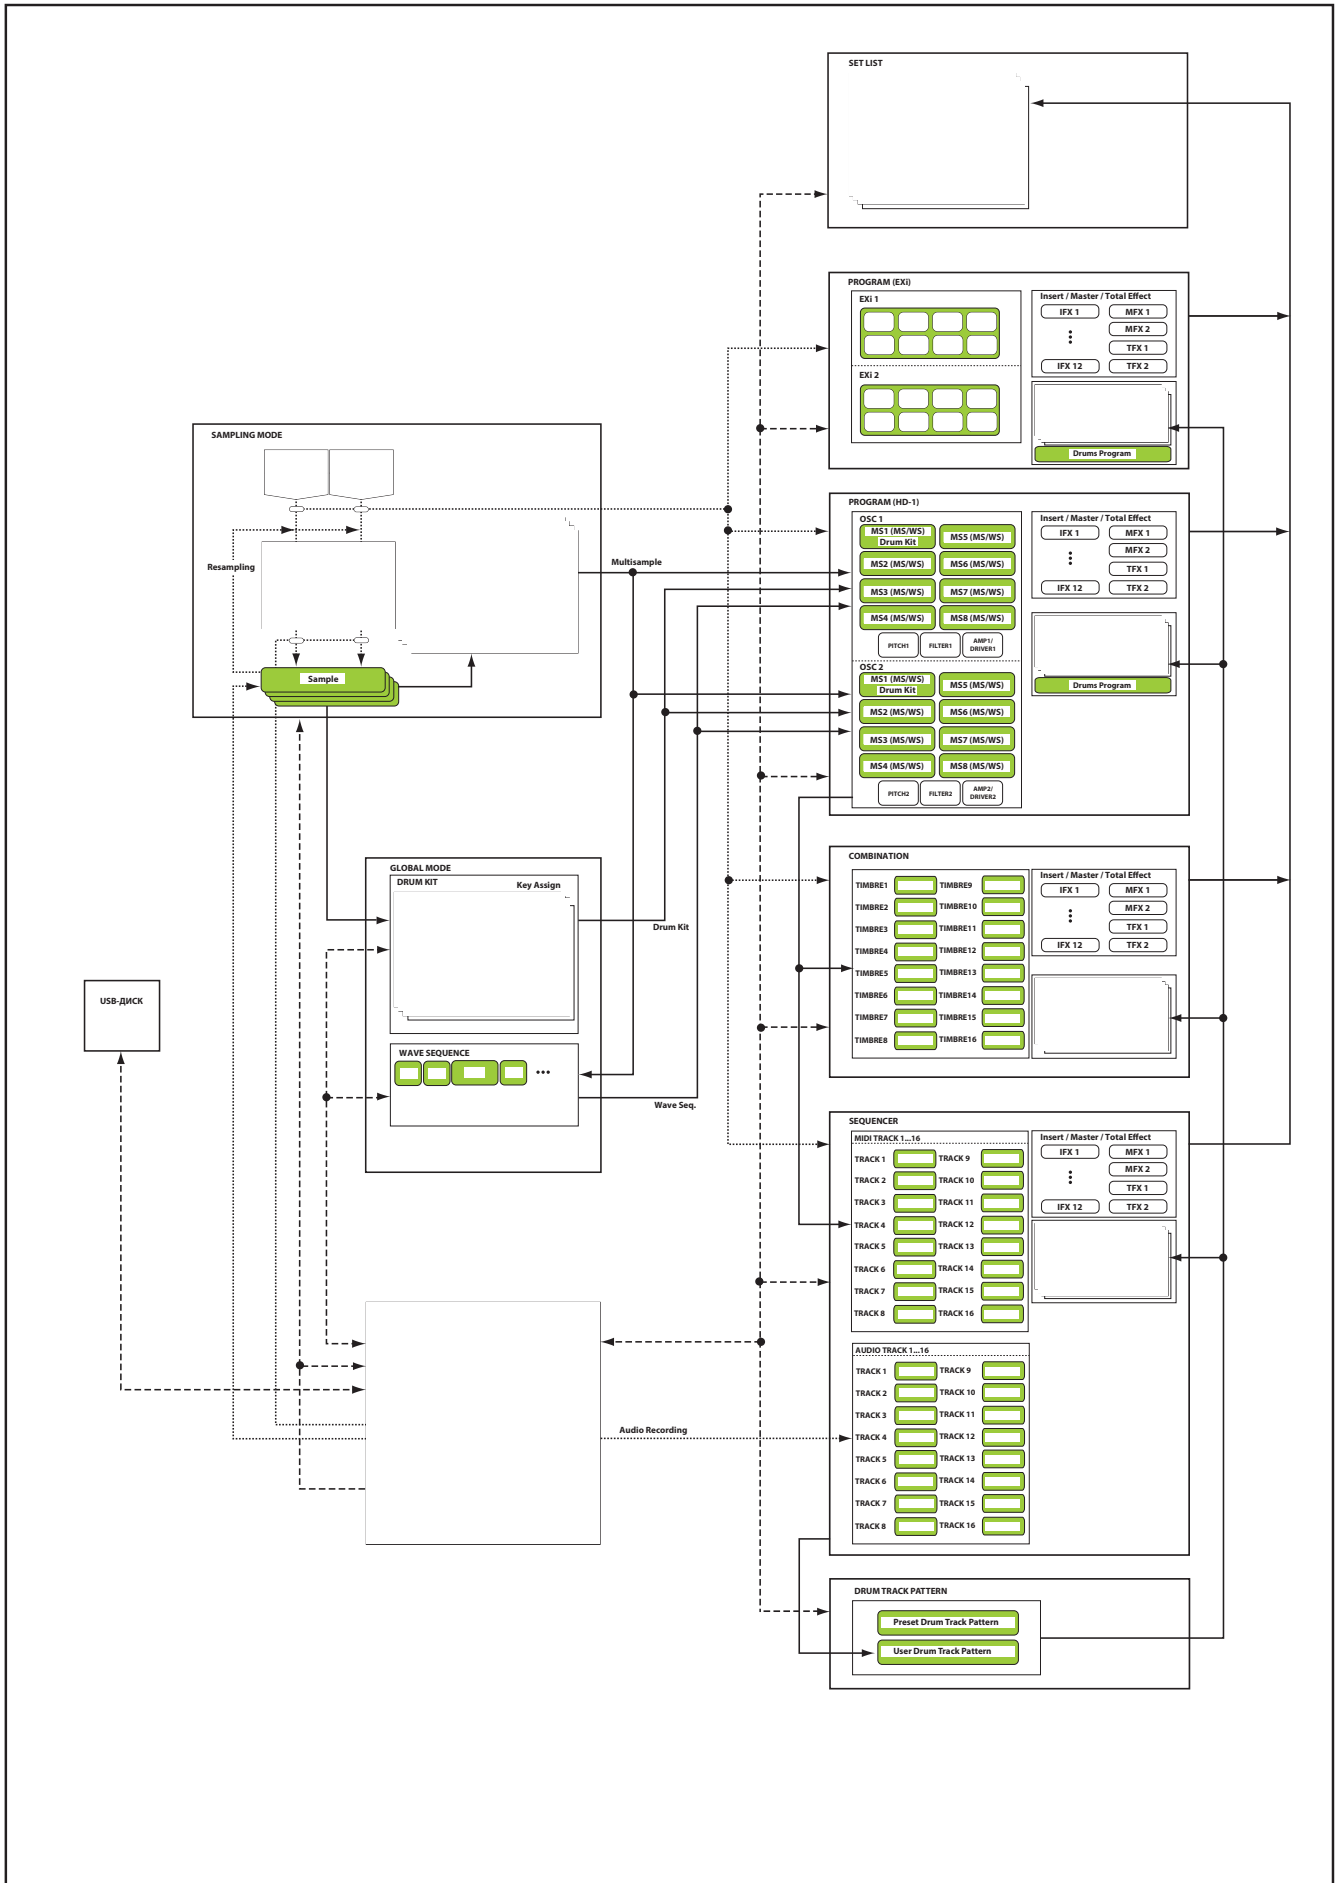 SET LIST
PROGRAM (EXi)
EXi 1
EXi 2
Insert / Master / Total Effect
IFX 1
MFX 1
MFX 2
TFX 1
IFX 12
TFX 2
Drums Program
SAMPLING MODE
Resampling
Sample
Multisample
PROGRAM (HD-1)
OSC 1
MS1 (MS/WS)
Drum Kit
MS5 (MS/WS)
MS2 (MS/WS)
MS6 (MS/WS)
MS3 (MS/WS)
MS7 (MS/WS)
MS4 (MS/WS)
MS8 (MS/WS)
PITCH1
FILTER1
AMP1/
DRIVER1
OSC 2
MS1 (MS/WS)
Drum Kit
MS5 (MS/WS)
MS2 (MS/WS)
MS6 (MS/WS)
MS3 (MS/WS)
MS7 (MS/WS)
MS4 (MS/WS)
MS8 (MS/WS)
PITCH2
FILTER2
AMP2/
DRIVER2
Insert / Master / Total Effect
IFX 1
MFX 1
MFX 2
TFX 1
IFX 12
TFX 2
Drums Program
GLOBAL MODE
DRUM KIT
Key Assign
Drum Kit
WAVE SEQUENCE
Wave Seq.
USB-ДИСК
COMBINATION
TIMBRE1
TIMBRE9
TIMBRE2
TIMBRE10
TIMBRE3
TIMBRE11
TIMBRE4
TIMBRE12
TIMBRE5
TIMBRE13
TIMBRE6
TIMBRE14
TIMBRE7
TIMBRE15
TIMBRE8
TIMBRE16
Insert / Master / Total Effect
IFX 1
MFX 1
MFX 2
TFX 1
IFX 12
TFX 2
SEQUENCER
MIDI TRACK 1...16
TRACK 1
TRACK 9
TRACK 2
TRACK 10
TRACK 3
TRACK 11
TRACK 4
TRACK 12
TRACK 5
TRACK 13
TRACK 6
TRACK 14
TRACK 7
TRACK 15
TRACK 8
TRACK 16
Insert / Master / Total Effect
IFX 1
MFX 1
MFX 2
TFX 1
IFX 12
TFX 2
AUDIO TRACK 1...16
TRACK 1
TRACK 9
TRACK 2
TRACK 10
TRACK 3
TRACK 11
TRACK 4
TRACK 12
TRACK 5
TRACK 13
TRACK 6
TRACK 14
TRACK 7
TRACK 15
TRACK 8
TRACK 16
Audio Recording
DRUM TRACK PATTERN
Preset Drum Track Pattern
User Drum Track Pattern